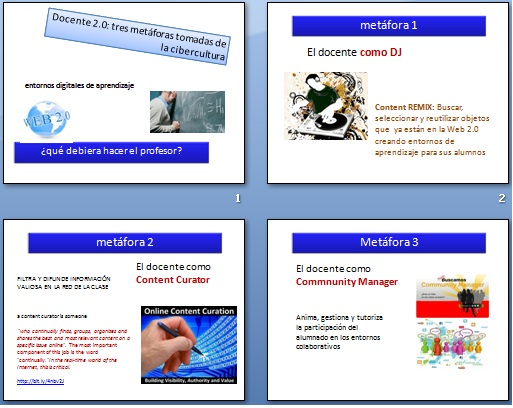 Docente 2.0: tres metáforas tomadas de
la cibercultura
entornos digitales de aprendizaje
WEB 2.0
¿qué debiera hacer el profesor?
1
metáfora 1
El docente como DJ
Content REMIX: Buscar,
seleccionar y reutilizar objetos
que ya están en la Web 2.0
creando entornos de
aprendizaje para sus alumnos
2
metáfora 2
El docente como
Content Curator
FILTRA Y DIFUNDE INFORMACIÓN
VALIOSA EN LA RED DE LA CLASE
a content curator is someone
"who continually finds, groups, organizes and
shares the best and most relevant content on a
specific issue online". The most important
component of this job is the word
"continually." In the real-time world of the
Internet, this is critical.
http://bit.ly/4nbv2J
Online Content Curation
Building Visibility, Authority and Value
3
Metáfora 3
El docente como
Commnunity Manager
Anima, gestiona y tutoriza
la participación del
alumnado en los entornos
colaborativos
Buscamos
Community Manager
4